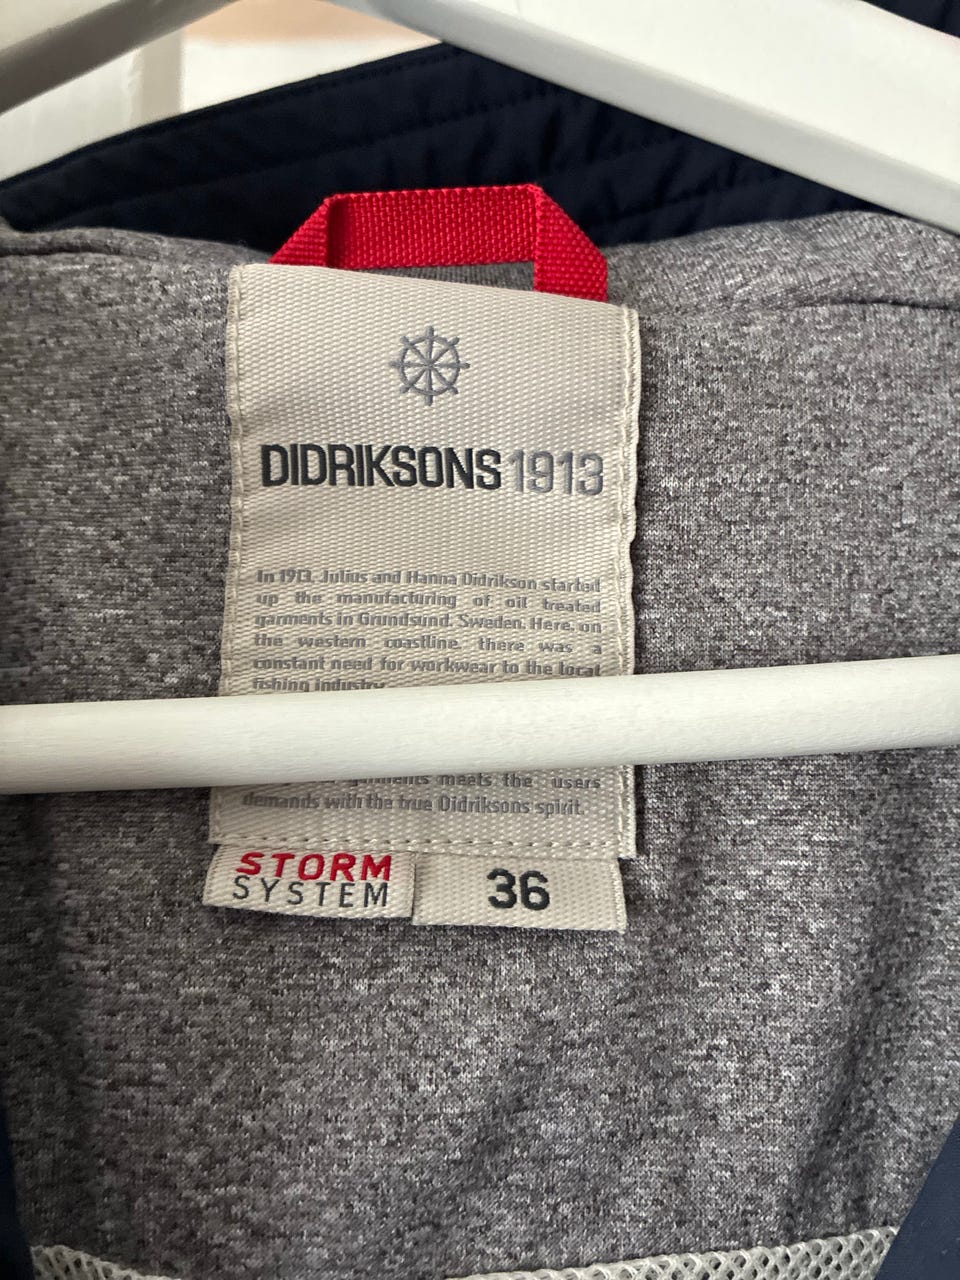 DIDRIKSONS 1913
In 1913, Julius and Hanna Didrikson started
up the manufacturing of oil treated
garments in Grundsund, Sweden. Here, on
the western coastline, there was a
constant need for workwear to the local
fishing industry.
garments meets the users
demands with the true Didriksons spirit.
STORM
SYSTEM
36